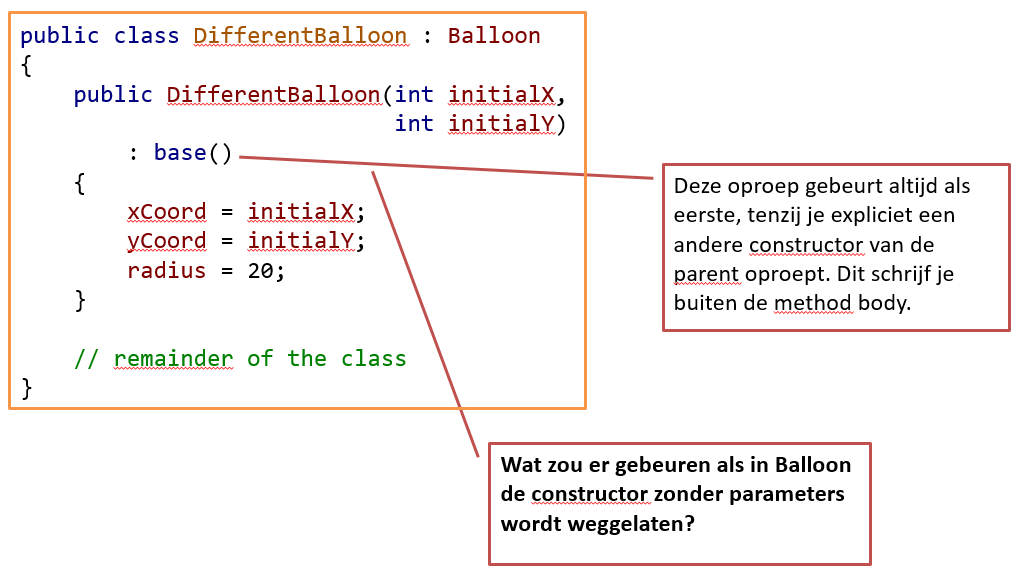 public class DifferentBalloon : Balloon
{
public DifferentBalloon(int initialX,
int initialY)
: base()
{
xCoord = initialX;
yCoord = initialY;
radius = 20;
}
// remainder of the class
}
Deze oproep gebeurt altijd als
eerste, tenzij je expliciet een
andere constructor van de
parent oproept. Dit schrijf je
buiten de method body.
Wat zou er gebeuren als in Balloon
de constructor zonder parameters
wordt weggelaten?